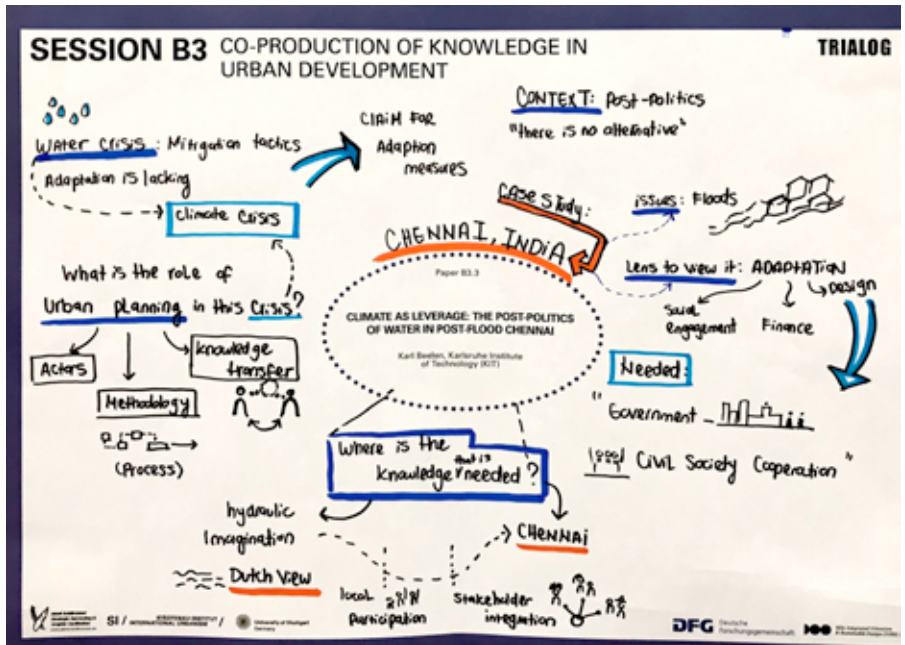 SESSION B3 CO-PRODUCTION OF KNOWLEDGE IN
URBAN DEVELOPMENT
TRIALOG
WATER CRISIS: Mitigation tactics
Adaptation is lacking
Climate Crisis
CLAIM FOR
Adaption
measures
CONTEXT: Post-Politics
"there is no alternative"
CASE STUDY:
CHENNAI, INDIA
issues: Floods
Lens to view it: ADAPTATION
Design
Social
engagement
Finance
What is the role of
Urban planning in this Crisis?
Actors
Knowledge
transfer
Methodology
(Process)
Paper B3.3
CLIMATE AS LEVERAGE: THE POST-POLITICS
OF WATER IN POST-FLOOD CHENNAI
Karl Beelen, Karlsruhe Institute
of Technology (KIT)
Needed:
"Government
Civil Society Cooperation"
Where is the
knowledge that is needed?
hydraulic
Imagination
Dutch View
CHENNAI
local
Participation
Stakeholder
integration
SI /
STÄDTEBAU-INSTITUT
INTERNATIONAL URBANISM /
University of Stuttgart
Germany
DFG Deutsche
Forschungsgemeinschaft